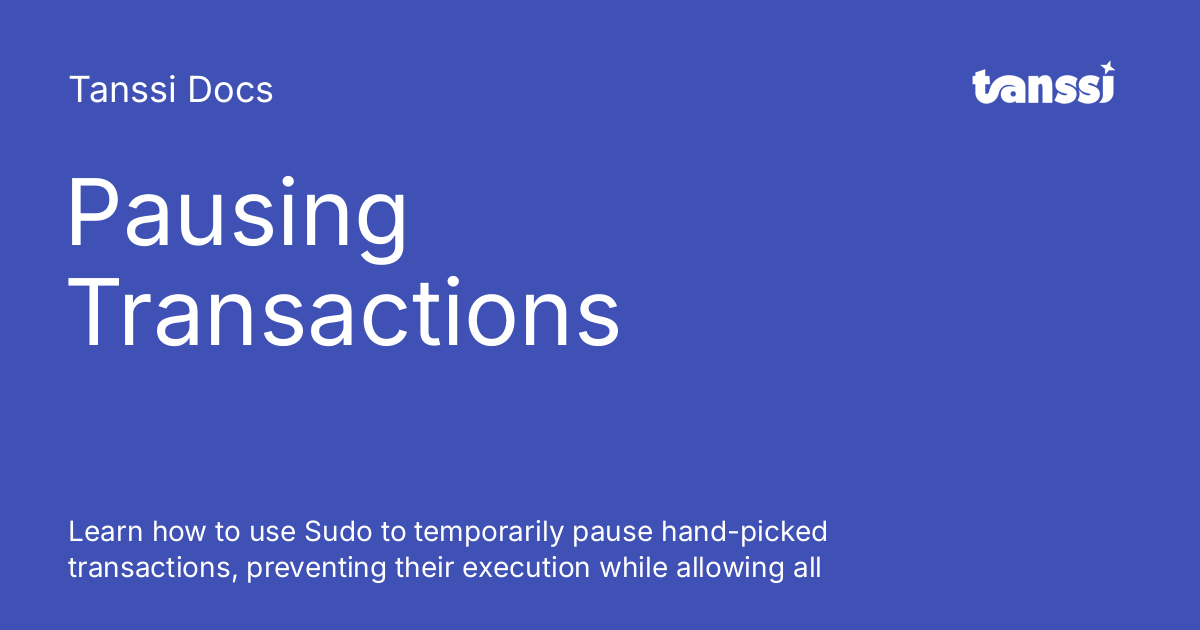 Tanssi Docs
tanssi
Pausing
Transactions
Learn how to use Sudo to temporarily pause hand-picked
transactions, preventing their execution while allowing all